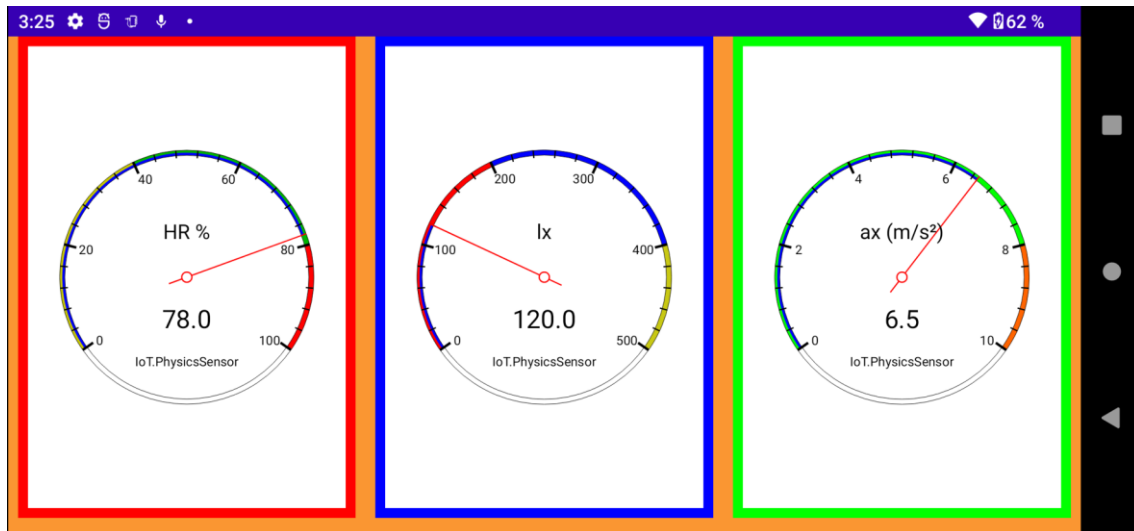 3:25 62 %
40 60
HR %
20 80
78.0
0 100
IoT.PhysicsSensor
200 300
lx
100 400
120.0
0 500
IoT.PhysicsSensor
4 6
ax (m/s²)
2 8
6.5
0 10
IoT.PhysicsSensor